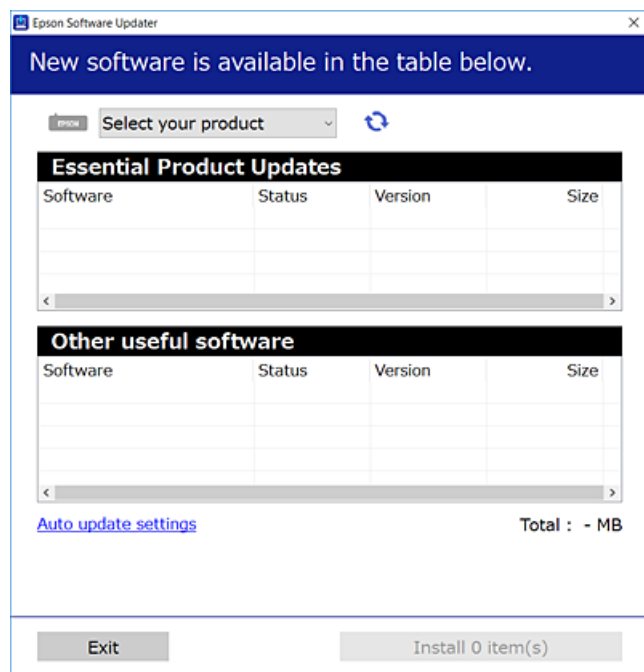 Epson Software Updater
New software is available in the table below.
EPSON Select your product
Essential Product Updates
Software Status Version Size
Other useful software
Software Status Version Size
Auto update settings Total : - MB
Exit Install 0 item(s)